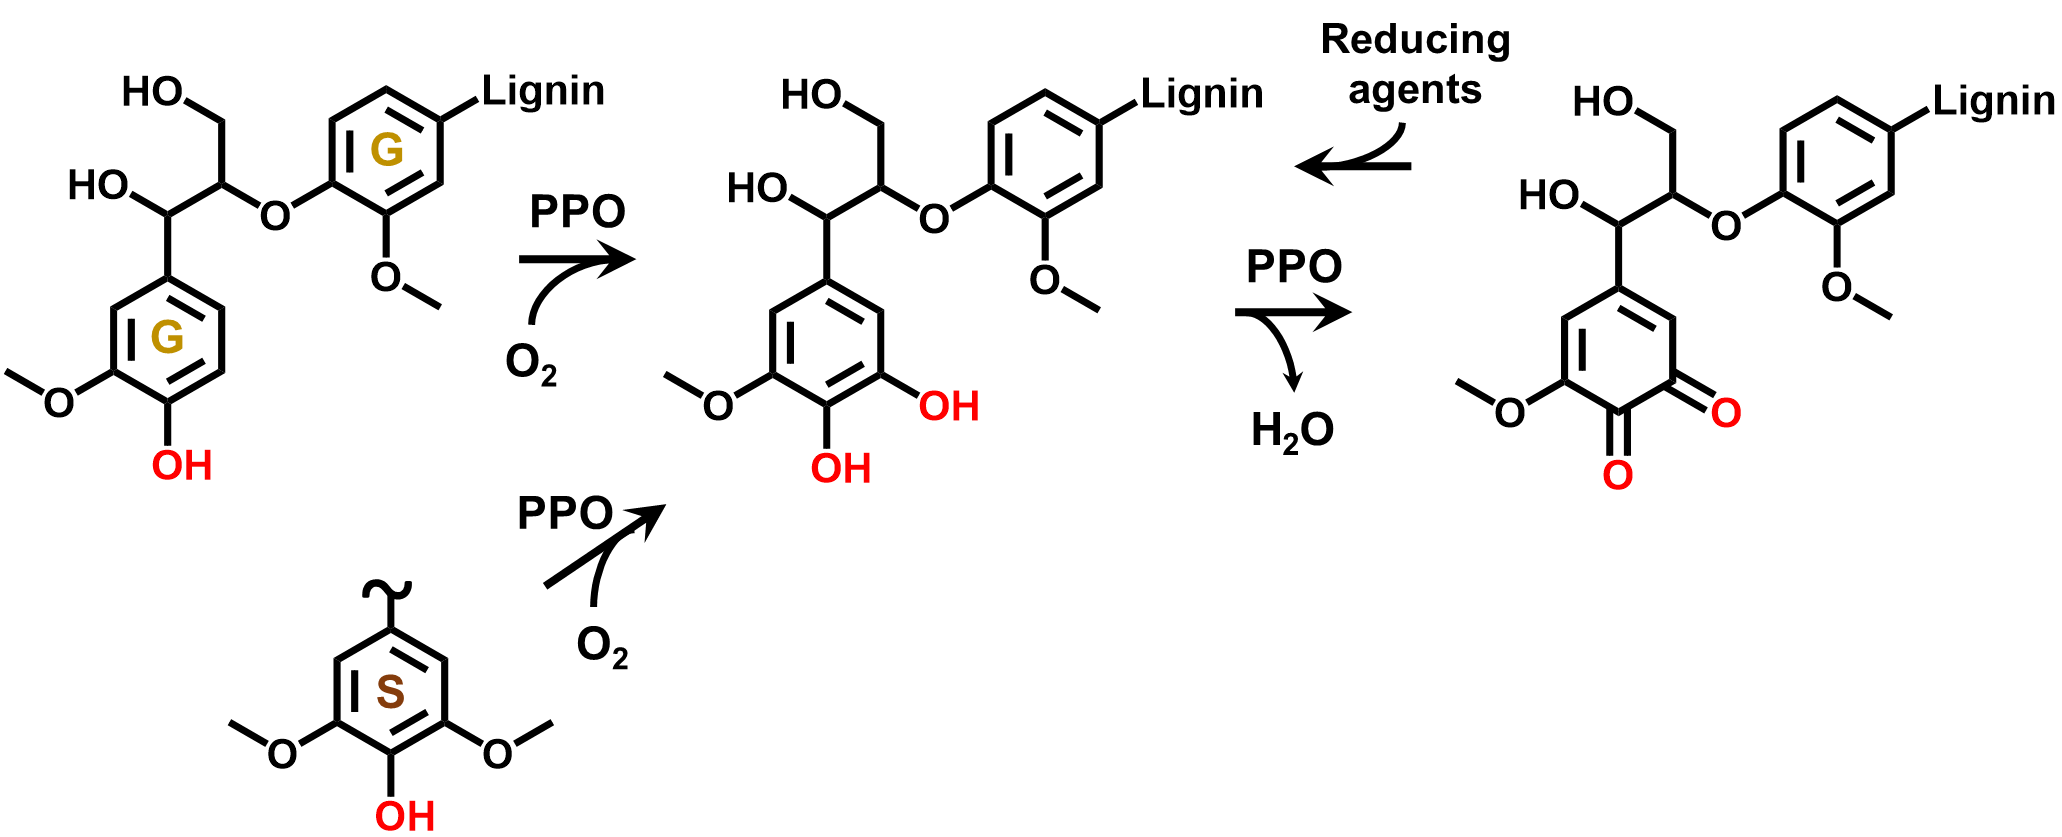 Reducing
agents
HO
Lignin
G
HO
O
O
G
O
OH
PPO
O₂
HO
Lignin
HO
O
O
O
OH
OH
PPO
H₂O
HO
Lignin
HO
O
O
O
O
O
PPO
O₂
S
O
O
OH